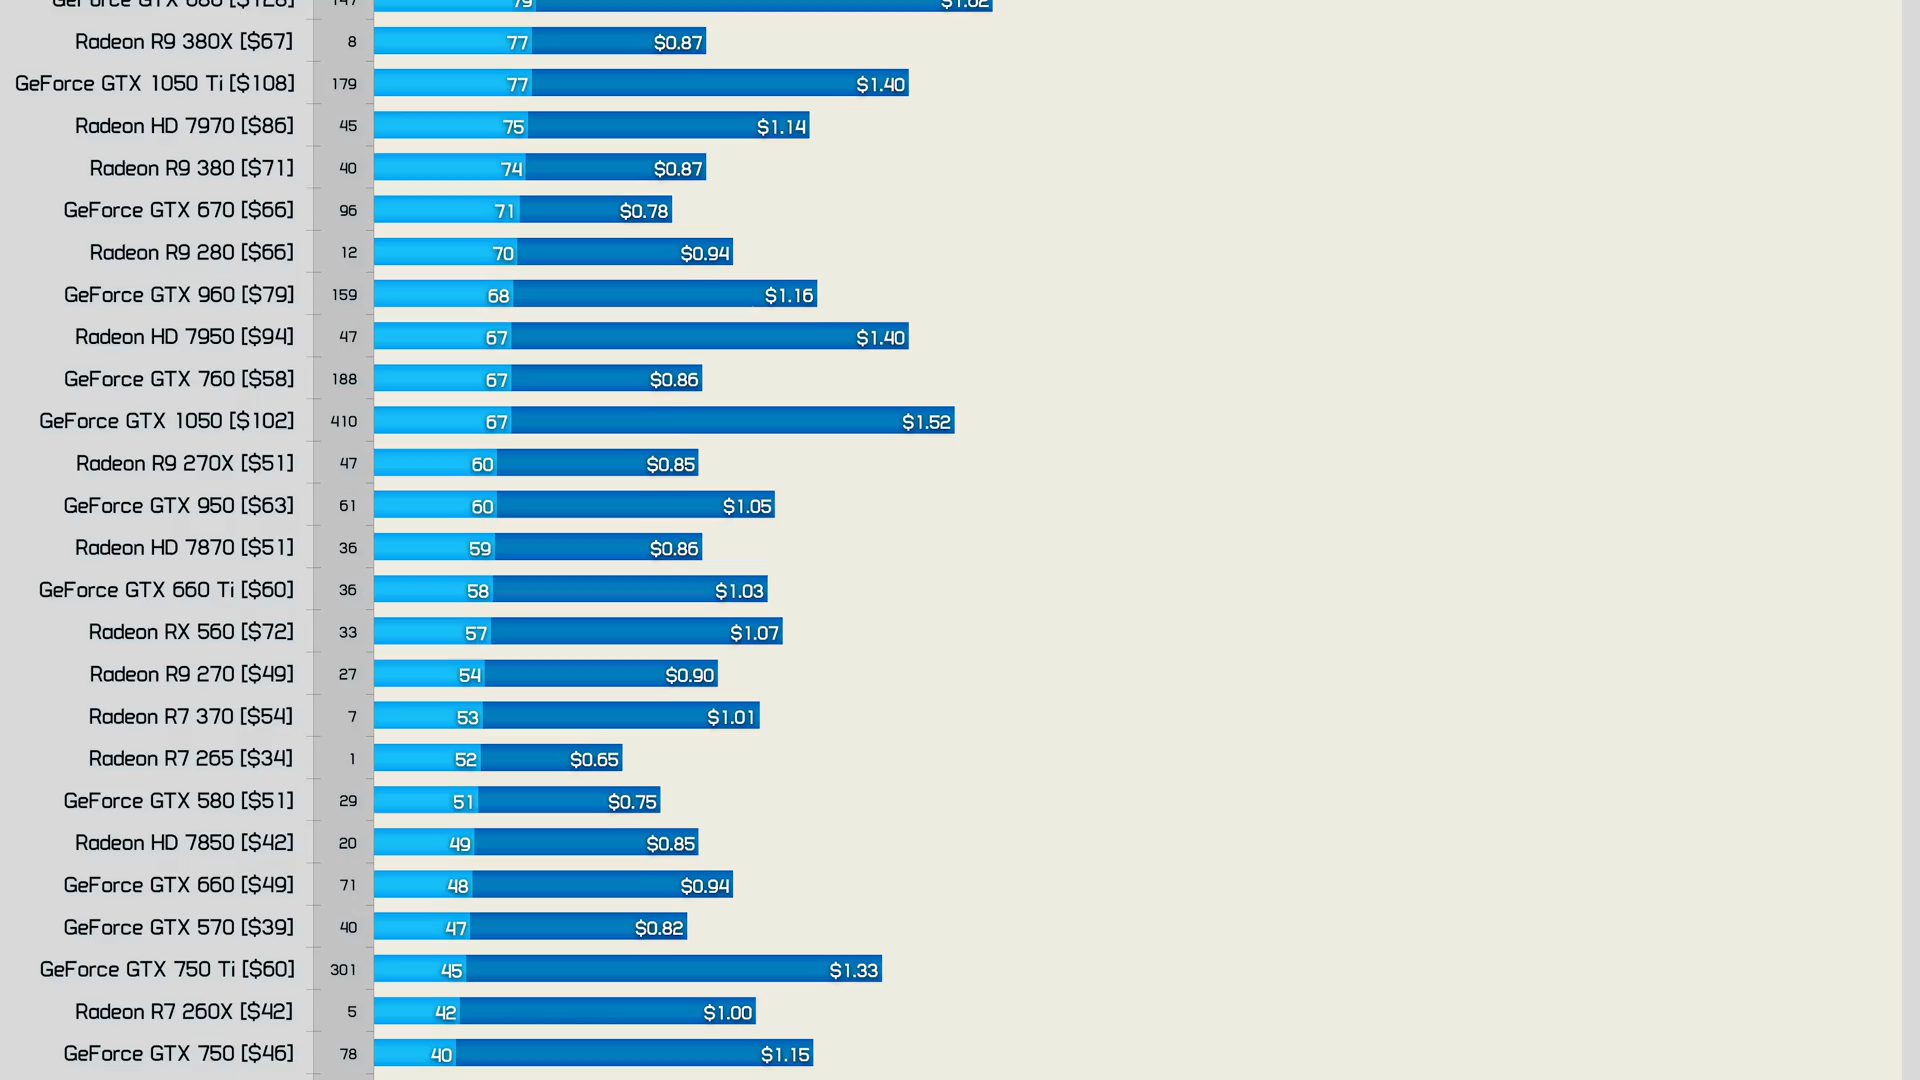 GeForce GTX 680 [$128] 147 79 $1.62
Radeon R9 380X [$67] 8 77 $0.87
GeForce GTX 1050 Ti [$108] 179 77 $1.40
Radeon HD 7970 [$86] 45 75 $1.14
Radeon R9 380 [$71] 40 74 $0.87
GeForce GTX 670 [$66] 96 71 $0.78
Radeon R9 280 [$66] 12 70 $0.94
GeForce GTX 960 [$79] 159 68 $1.16
Radeon HD 7950 [$94] 47 67 $1.40
GeForce GTX 760 [$58] 188 67 $0.86
GeForce GTX 1050 [$102] 410 67 $1.52
Radeon R9 270X [$51] 47 60 $0.85
GeForce GTX 950 [$63] 61 60 $1.05
Radeon HD 7870 [$51] 36 59 $0.86
GeForce GTX 660 Ti [$60] 36 58 $1.03
Radeon RX 560 [$72] 33 57 $1.07
Radeon R9 270 [$49] 27 54 $0.90
Radeon R7 370 [$54] 7 53 $1.01
Radeon R7 265 [$34] 1 52 $0.65
GeForce GTX 580 [$51] 29 51 $0.75
Radeon HD 7850 [$42] 20 49 $0.85
GeForce GTX 660 [$49] 71 48 $0.94
GeForce GTX 570 [$39] 40 47 $0.82
GeForce GTX 750 Ti [$60] 301 45 $1.33
Radeon R7 260X [$42] 5 42 $1.00
GeForce GTX 750 [$46] 78 40 $1.15